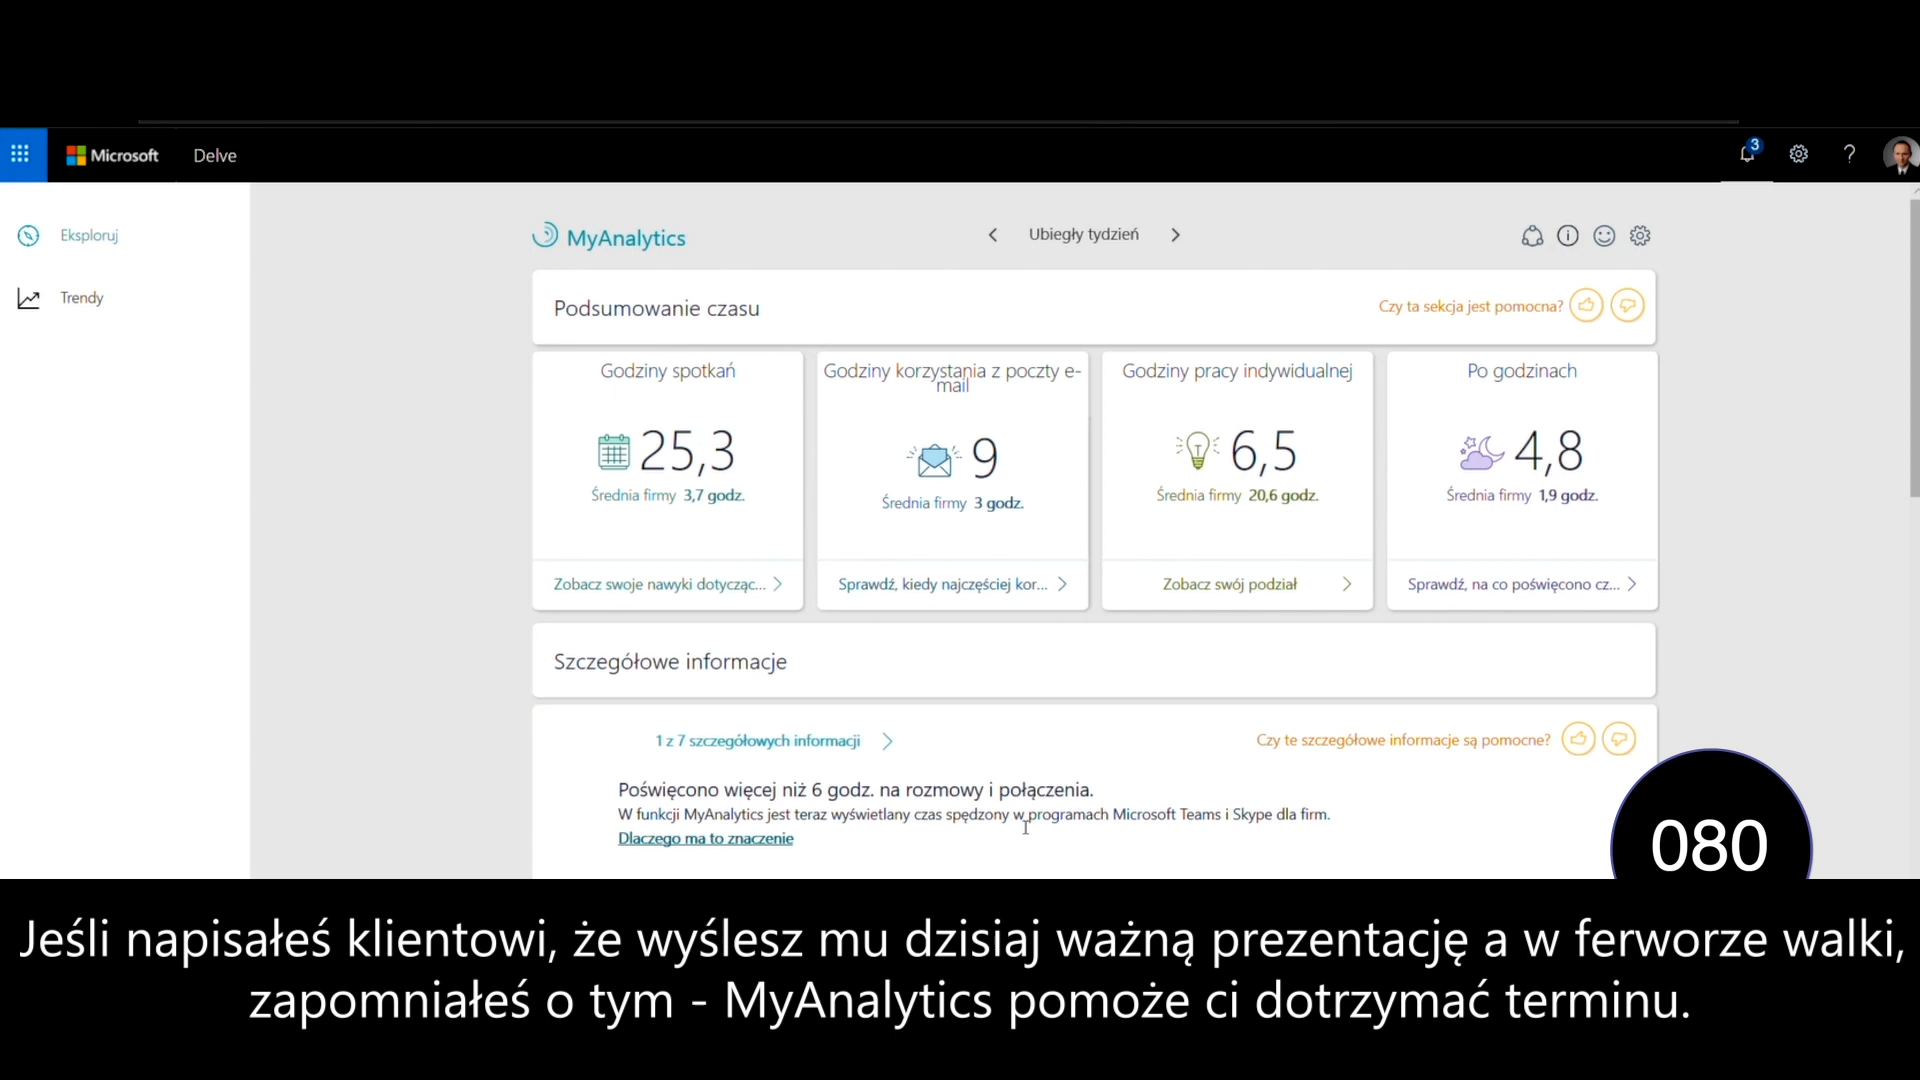 Microsoft
Delve
3
?
Eksploruj
Trendy
MyAnalytics
Ubiegły tydzień
Podsumowanie czasu
Czy ta sekcja jest pomocna?
Godziny spotkań
25,3
Średnia firmy 3,7 godz.
Zobacz swoje nawyki dotycząc...
Godziny korzystania z poczty e-
mail
9
Średnia firmy 3 godz.
Sprawdź, kiedy najczęściej kor...
Godziny pracy indywidualnej
6,5
Średnia firmy 20,6 godz.
Zobacz swój podział
Po godzinach
4,8
Średnia firmy 1,9 godz.
Sprawdź, na co poświęcono cz...
Szczegółowe informacje
1 z 7 szczegółowych informacji
Czy te szczegółowe informacje są pomocne?
Poświęcono więcej niż 6 godz. na rozmowy i połączenia.
W funkcji MyAnalytics jest teraz wyświetlany czas spędzony w programach Microsoft Teams i Skype dla firm.
Dlaczego ma to znaczenie
080
Jeśli napisałeś klientowi, że wyślesz mu dzisiaj ważną prezentację a w ferworze walki,
zapomniałeś o tym - MyAnalytics pomoże ci dotrzymać terminu.